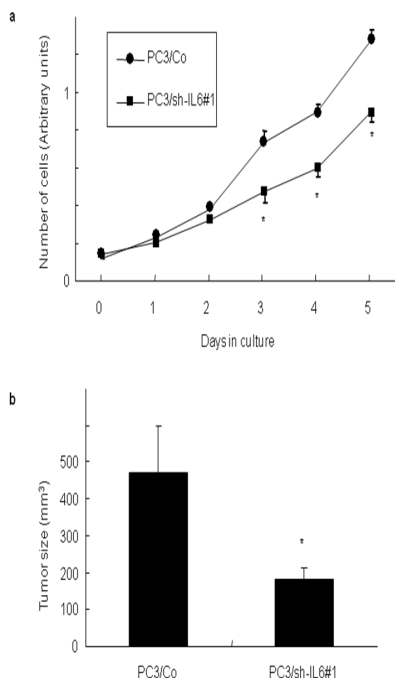 a
PC3/Co
PC3/sh-IL6#1
Number of cells (Arbitrary units)
1
0
*
*
*
0 1 2 3 4 5
Days in culture
b
Tumor size (mm³)
500
400
300
200
100
0
*
PC3/Co PC3/sh-IL6#1